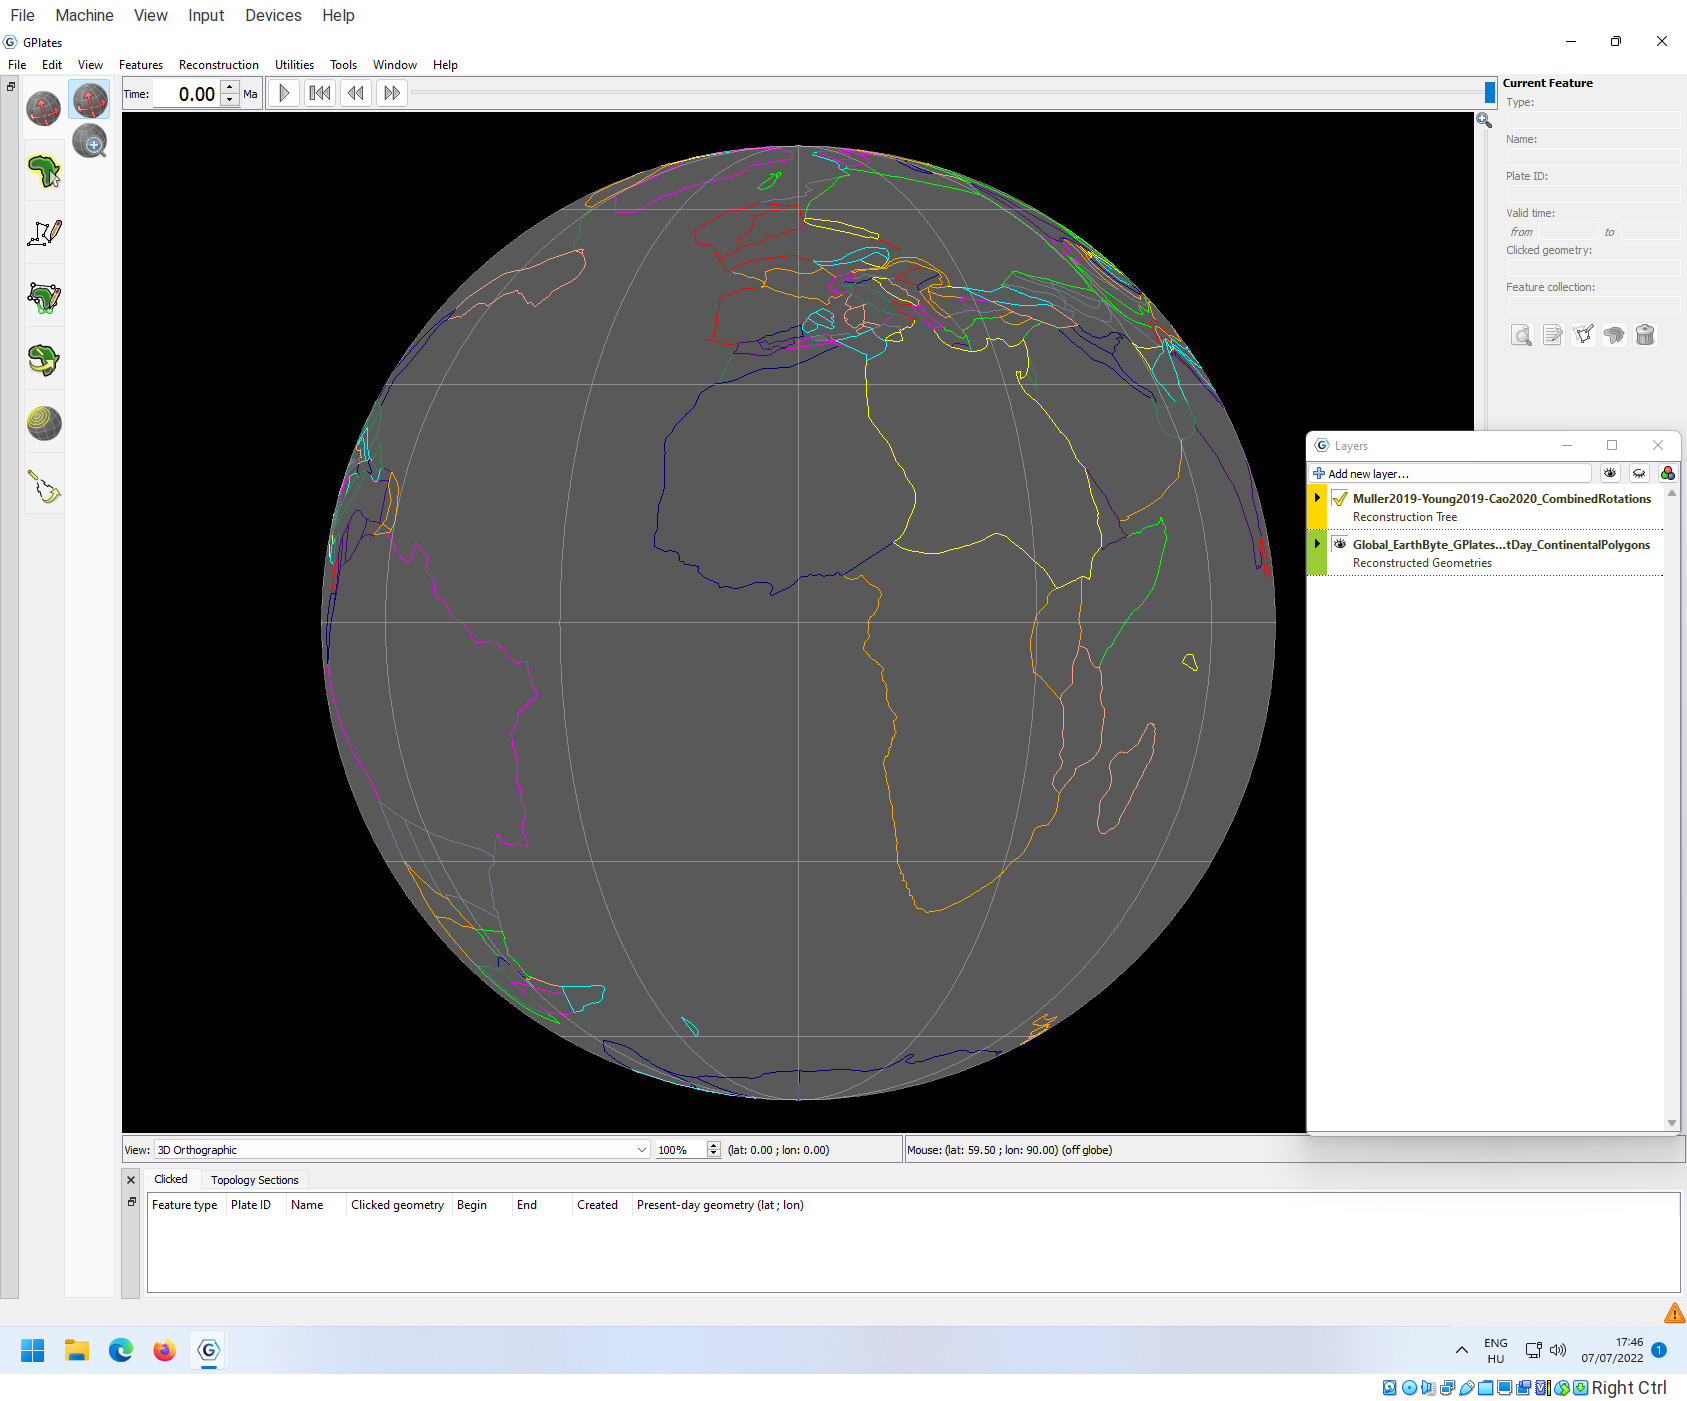 File Machine View Input Devices Help
GPlates
File Edit View Features Reconstruction Utilities Tools Window Help
Time: 0.00 Ma
Current Feature
Type:
Name:
Plate ID:
Valid time:
from to
Clicked geometry:
Feature collection:
Layers
Add new layer...
Muller2019-Young2019-Cao2020_CombinedRotations
Reconstruction Tree
Global_EarthByte_GPlates...tDay_ContinentalPolygons
Reconstructed Geometries
View: 3D Orthographic 100% (lat: 0.00 ; lon: 0.00) Mouse: (lat: 59.50 ; lon: 90.00) (off globe)
Clicked Topology Sections
Feature type Plate ID Name Clicked geometry Begin End Created Present-day geometry (lat ; lon)
ENG
HU
17:46
07/07/2022
1
Right Ctrl